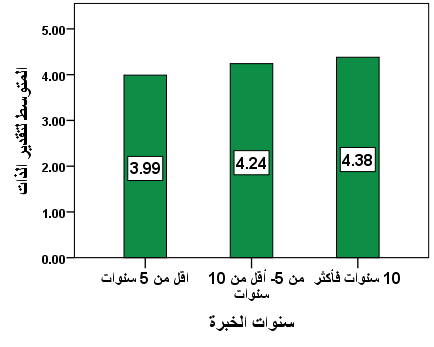 المتوسط لتقدير الذات
5.00
4.00
3.00
2.00
1.00
0.00
3.99
4.24
4.38
اقل من 5 سنوات
من 5- أقل من 10
سنوات
10 سنوات فأكثر
سنوات الخبرة